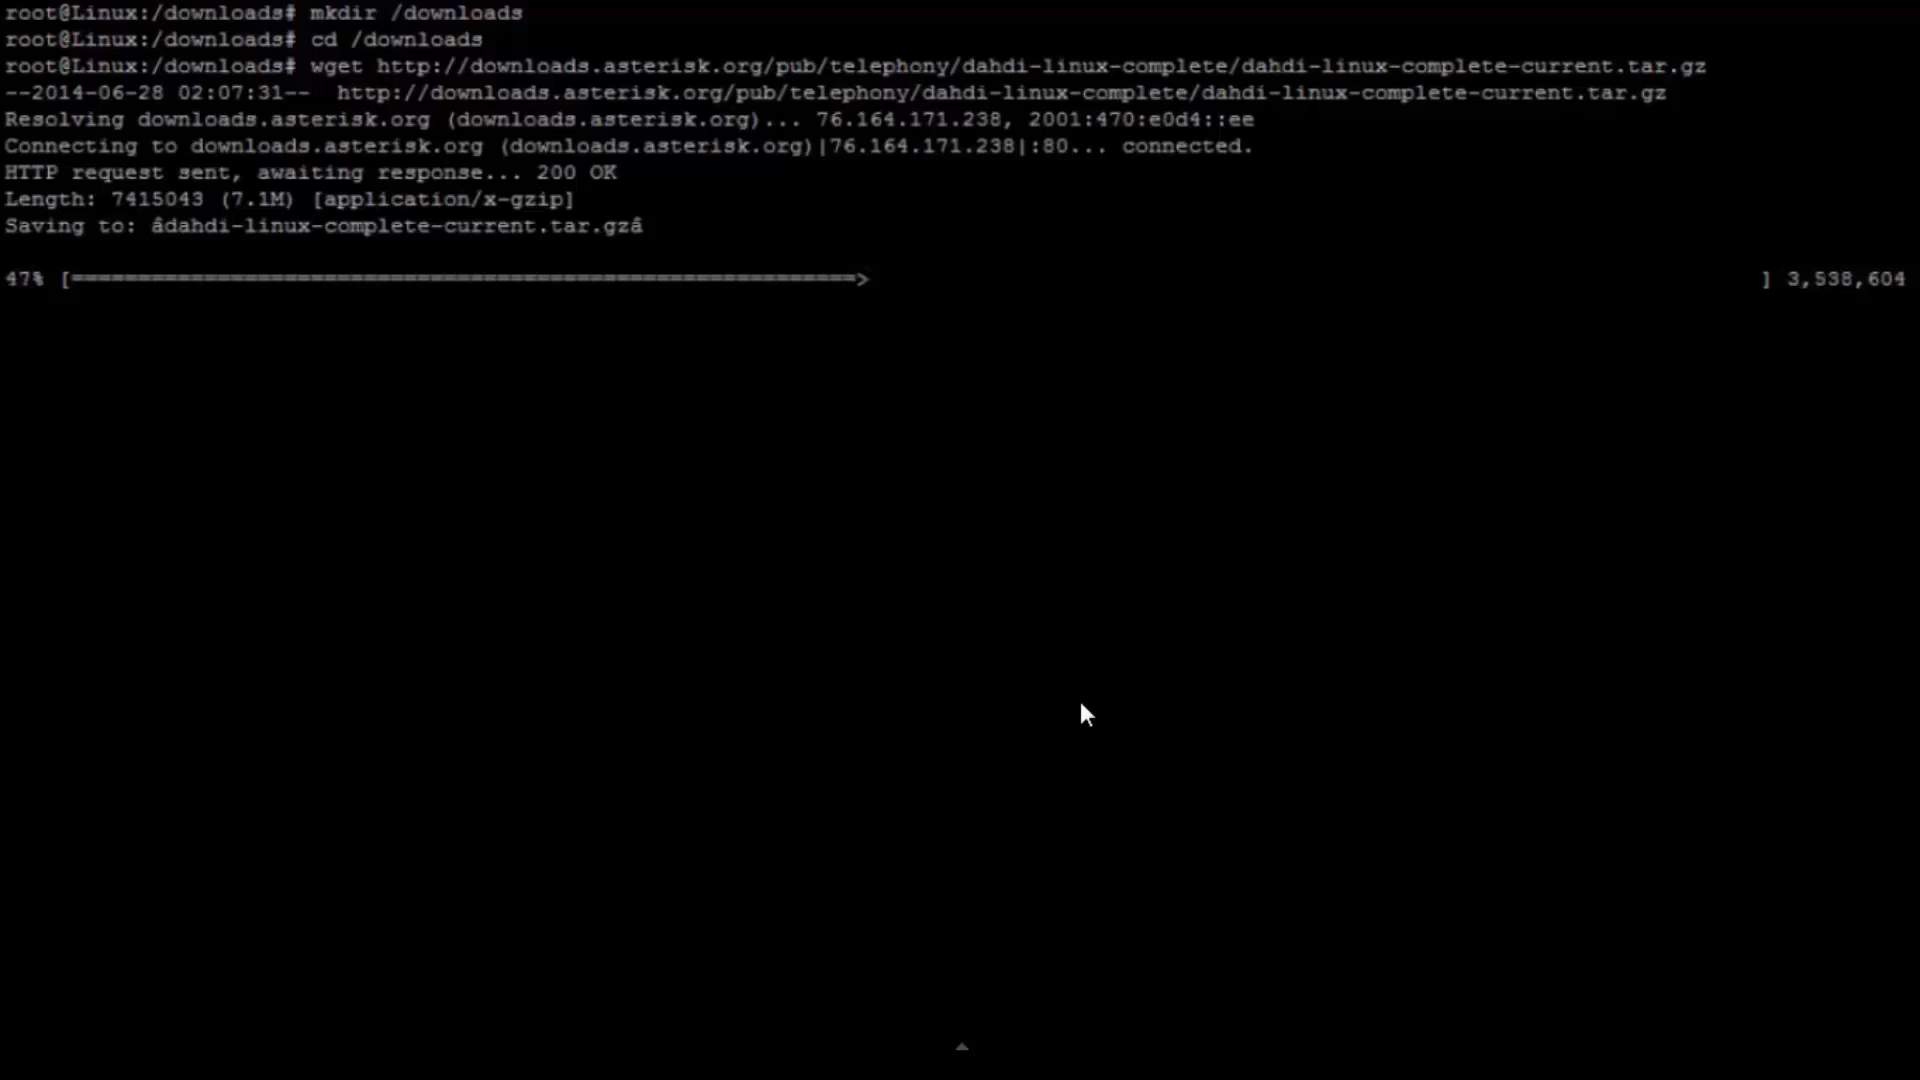 root@Linux:/downloads# mkdir /downloads
root@Linux:/downloads# cd /downloads
root@Linux:/downloads# wget http://downloads.asterisk.org/pub/telephony/dahdi-linux-complete/dahdi-linux-complete-current.tar.gz
--2014-06-28 02:07:31--  http://downloads.asterisk.org/pub/telephony/dahdi-linux-complete/dahdi-linux-complete-current.tar.gz
Resolving downloads.asterisk.org (downloads.asterisk.org)... 76.164.171.238, 2001:470:e0d4::ee
Connecting to downloads.asterisk.org (downloads.asterisk.org)|76.164.171.238|:80... connected.
HTTP request sent, awaiting response... 200 OK
Length: 7415043 (7.1M) [application/x-gzip]
Saving to: âdahdi-linux-complete-current.tar.gzâ
47% [===========================================================>                                                                   ] 3,538,604